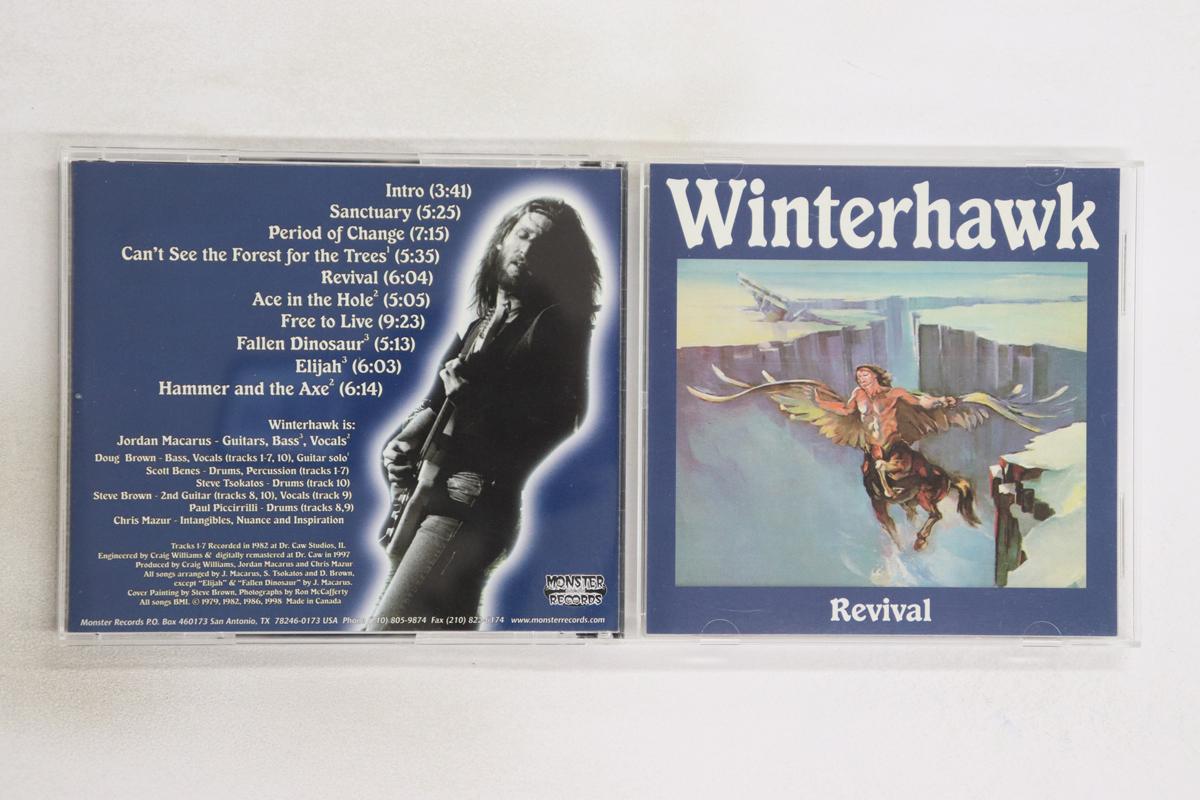 Intro (3:41)
Sanctuary (5:25)
Period of Change (7:15)
Can't See the Forest for the Trees¹ (5:35)
Revival (6:04)
Ace in the Hole² (5:05)
Free to Live (9:23)
Fallen Dinosaur³ (5:13)
Elijah³ (6:03)
Hammer and the Axe² (6:14)
Winterhawk is:
Jordan Macarus - Guitars, Bass³, Vocals²
Doug Brown - Bass, Vocals (tracks 1-7, 10), Guitar solo¹
Scott Benes - Drums, Percussion (tracks 1-7)
Steve Tsokatos - Drums (track 10)
Steve Brown - 2nd Guitar (tracks 8, 10), Vocals (track 9)
Paul Piccirrilli - Drums (tracks 8,9)
Chris Mazur - Intangibles, Nuance and Inspiration
Tracks 1-7 Recorded in 1982 at Dr. Caw Studios, IL
Engineered by Craig Williams & digitally remastered at Dr. Caw in 1997
Produced by Craig Williams, Jordan Macarus and Chris Mazur
All songs arranged by J. Macarus, S. Tsokatos and D. Brown,
except "Elijah" & "Fallen Dinosaur" by J. Macarus.
Cover Painting by Steve Brown, Photographs by Ron McCafferty
All songs BMI. © 1979, 1982, 1986, 1998 Made in Canada
MONSTER
RECORDS
Monster Records P.O. Box 460173 San Antonio, TX 78246-0173 USA 805-9874 Fax (210) www.monsterrecords.com
Winterhawk
Revival